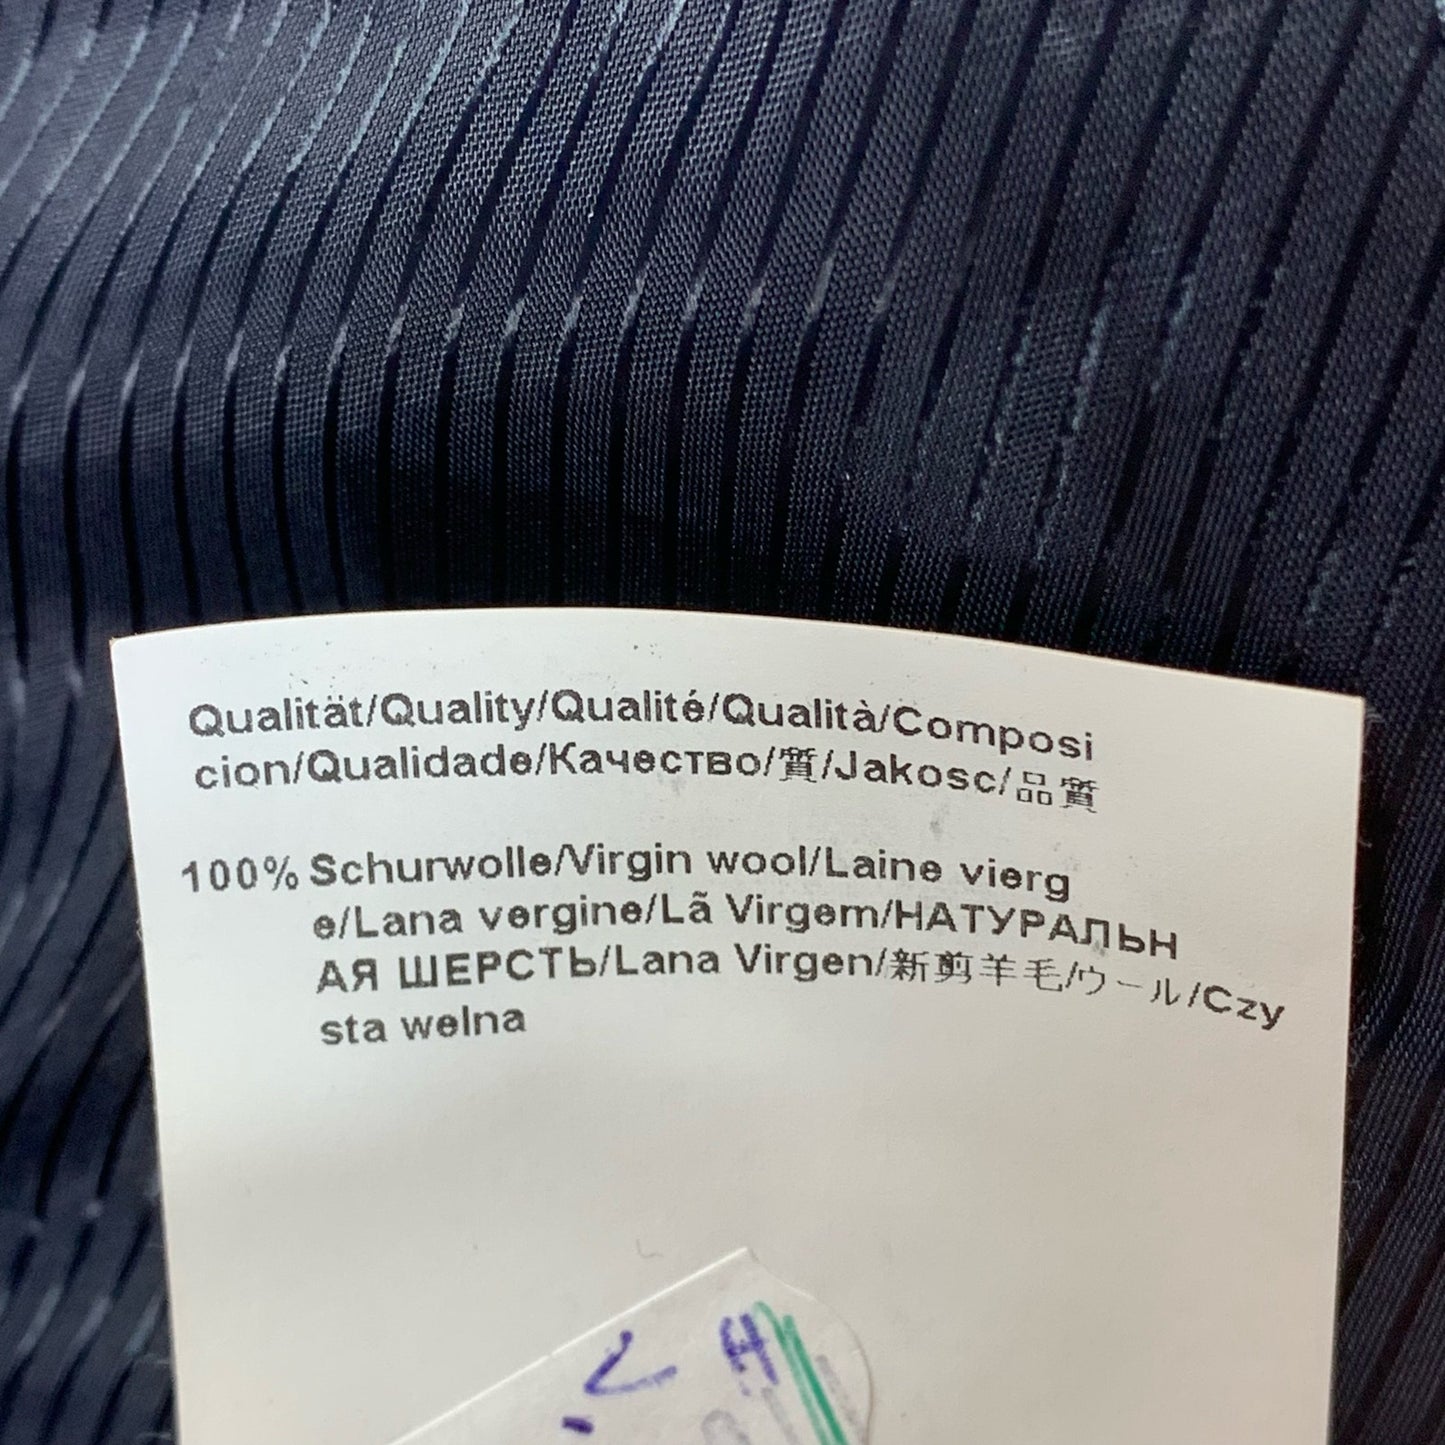 Qualität/Quality/Qualité/Qualità/Composi
cion/Qualidade/Качество/質/Jakosc/品質
100% Schurwolle/Virgin wool/Laine vierg
e/Lana vergine/Lã Virgem/НАТУРАЛЬН
АЯ ШЕРСТЬ/Lana Virgen/新剪羊毛/ウール/Czy
sta welna